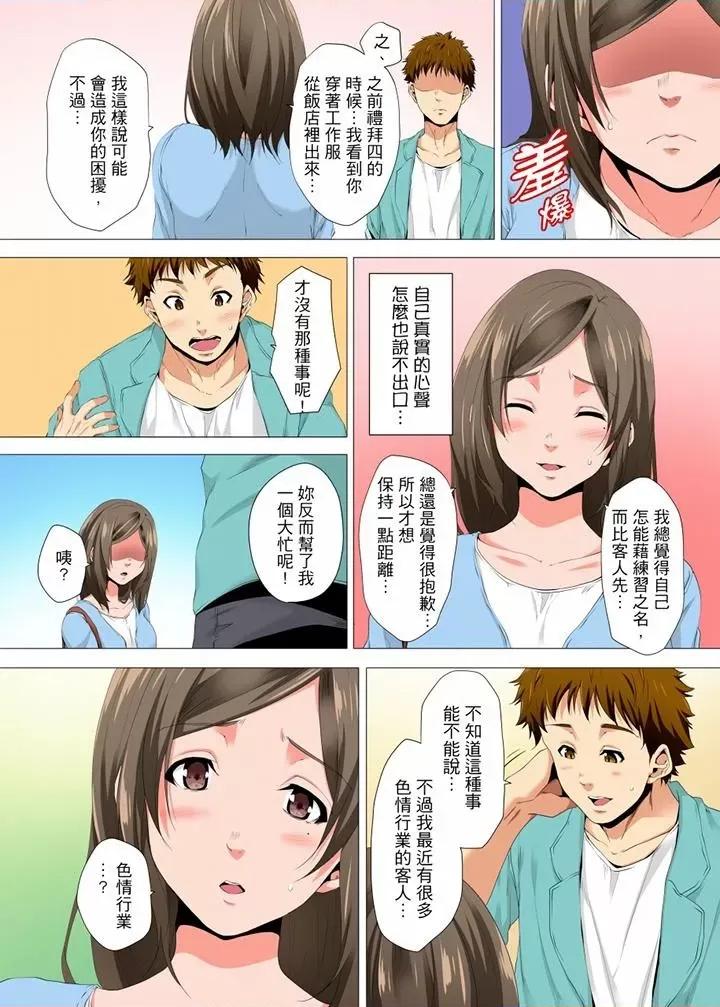 羞
爆
之、
之前禮拜四的
時候…我看到你
穿著工作服
從飯店裡出來…
我這樣說可能
會造成你的困擾，
不過…
自己真實的心聲
怎麼也說不出口…
才沒有那種事呢！
我總覺得自己
怎能藉練習之名，
而比客人先…
總還是覺得很抱歉…
所以才想
保持一點距離…
妳反而幫了我
一個大忙呢！
咦？
不知道這種事
能不能說…
不過我最近有很多
色情行業的客人…
色情行業
…？